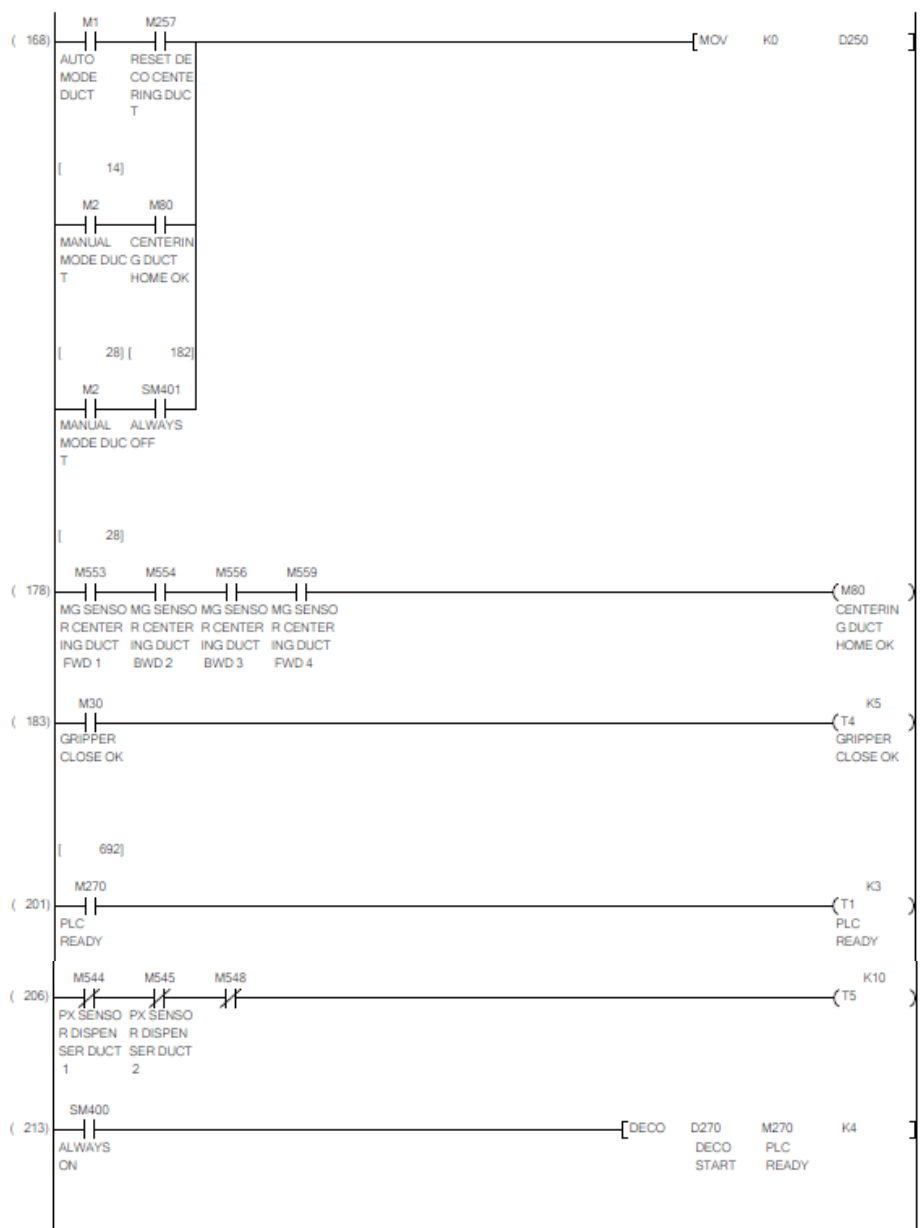 M1 M257
( 168) [MOV K0 D250 ]
AUTO RESET DE
MODE CO CENTE
DUCT RING DUC
T
[ 14]
M2 M80
MANUAL CENTERIN
MODE DUC G DUCT
T HOME OK
[ 28] [ 182]
M2 SM401
MANUAL ALWAYS
MODE DUC OFF
T
[ 28]
M553 M554 M556 M559
( 178) (M80 )
MG SENSO MG SENSO MG SENSO MG SENSO CENTERIN
R CENTER R CENTER R CENTER R CENTER G DUCT
ING DUCT ING DUCT ING DUCT ING DUCT HOME OK
FWD 1 BWD 2 BWD 3 FWD 4
M30 K5
( 183) (T4 )
GRIPPER GRIPPER
CLOSE OK CLOSE OK
[ 692]
M270 K3
( 201) (T1 )
PLC PLC
READY READY
M544 M545 M548 K10
( 206) (T5 )
PX SENSO PX SENSO
R DISPEN R DISPEN
SER DUCT SER DUCT
1 2
SM400
( 213) [DECO D270 M270 K4 ]
ALWAYS DECO PLC
ON START READY